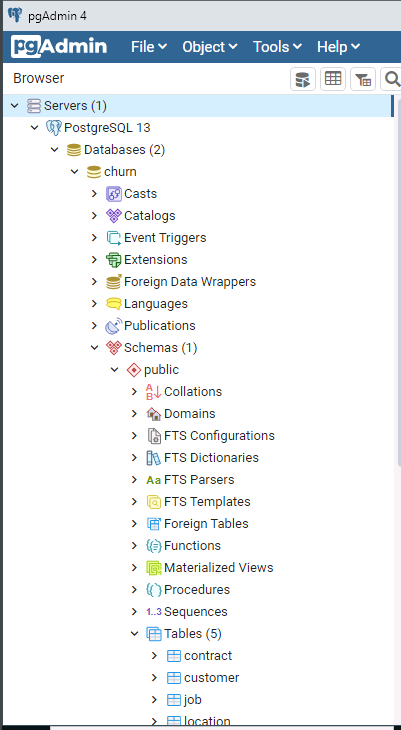 pgAdmin 4
pgAdmin File Object Tools Help
Browser
Servers (1)
PostgreSQL 13
Databases (2)
churn
Casts
Catalogs
Event Triggers
Extensions
Foreign Data Wrappers
Languages
Publications
Schemas (1)
public
Collations
Domains
FTS Configurations
FTS Dictionaries
Aa FTS Parsers
FTS Templates
Foreign Tables
Functions
Materialized Views
Procedures
1..3 Sequences
Tables (5)
contract
customer
job
location